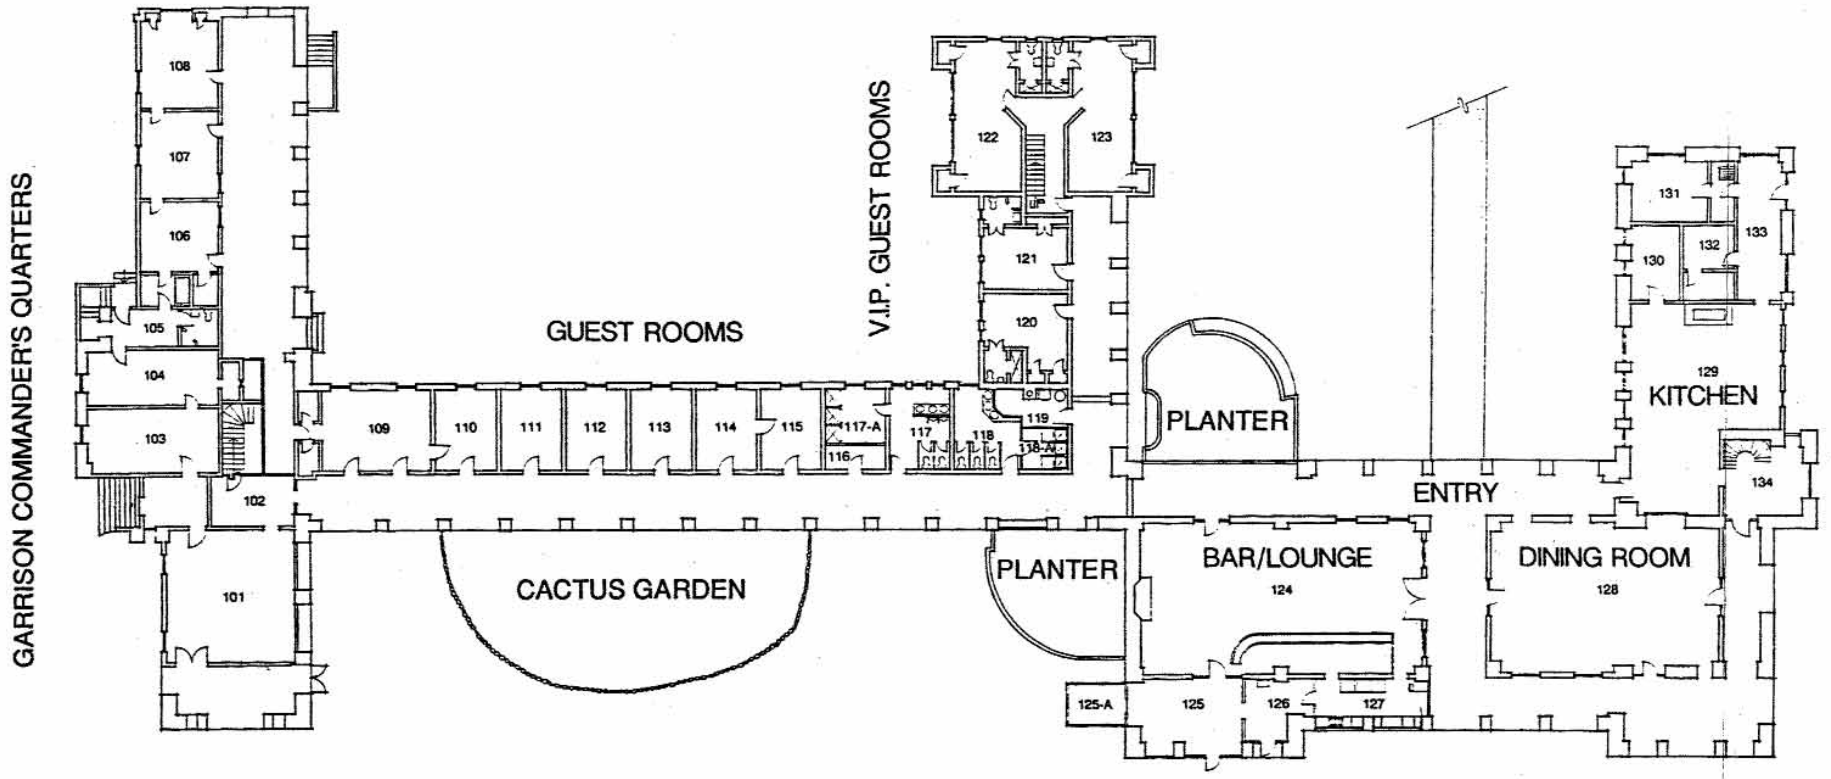 GARRISON COMMANDER'S QUARTERS
108
107
106
105
104
103
102
101
GUEST ROOMS
109
110
111
112
113
114
115
117-A
116
117
118
119
118-A
CACTUS GARDEN
V.I.P. GUEST ROOMS
122
123
121
120
PLANTER
PLANTER
ENTRY
BAR/LOUNGE
124
125-A
125
126
127
DINING ROOM
128
131
133
132
130
129
KITCHEN
134